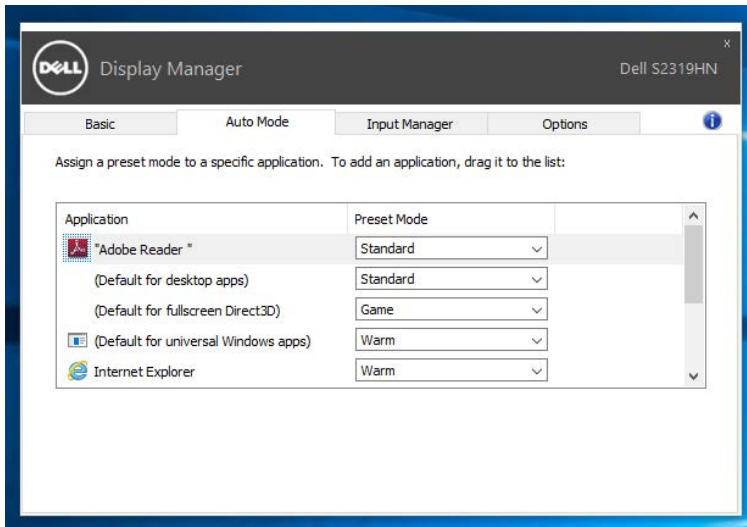 DELL
Display Manager
x
Dell S2319HN
Basic Auto Mode Input Manager Options
Assign a preset mode to a specific application. To add an application, drag it to the list:
Application Preset Mode
"Adobe Reader " Standard
(Default for desktop apps) Standard
(Default for fullscreen Direct3D) Game
(Default for universal Windows apps) Warm
Internet Explorer Warm